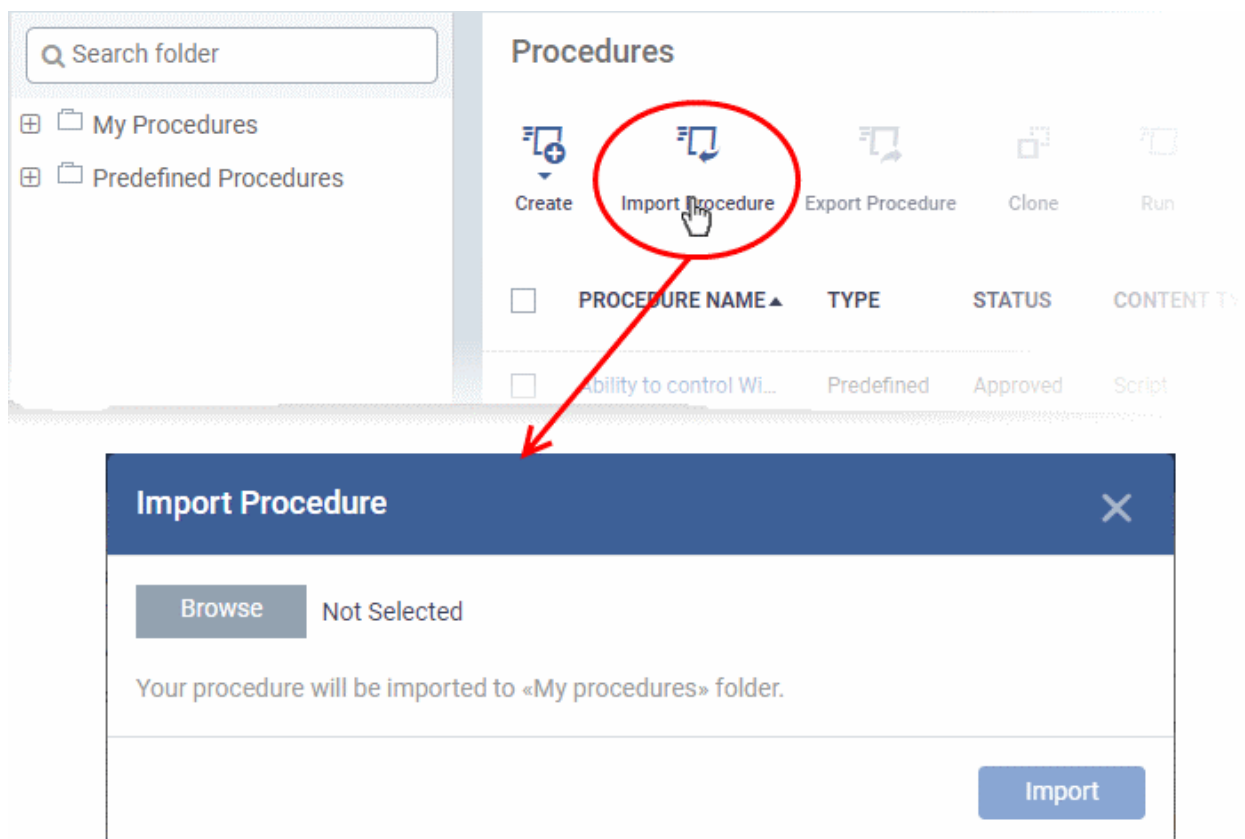 Search folder
My Procedures
Predefined Procedures
Procedures
Create Import Procedure Export Procedure Clone Run
PROCEDURE NAME TYPE STATUS CONTENT
Ability to control Wi... Predefined Approved Script
Import Procedure
Browse Not Selected
Your procedure will be imported to «My procedures» folder.
Import